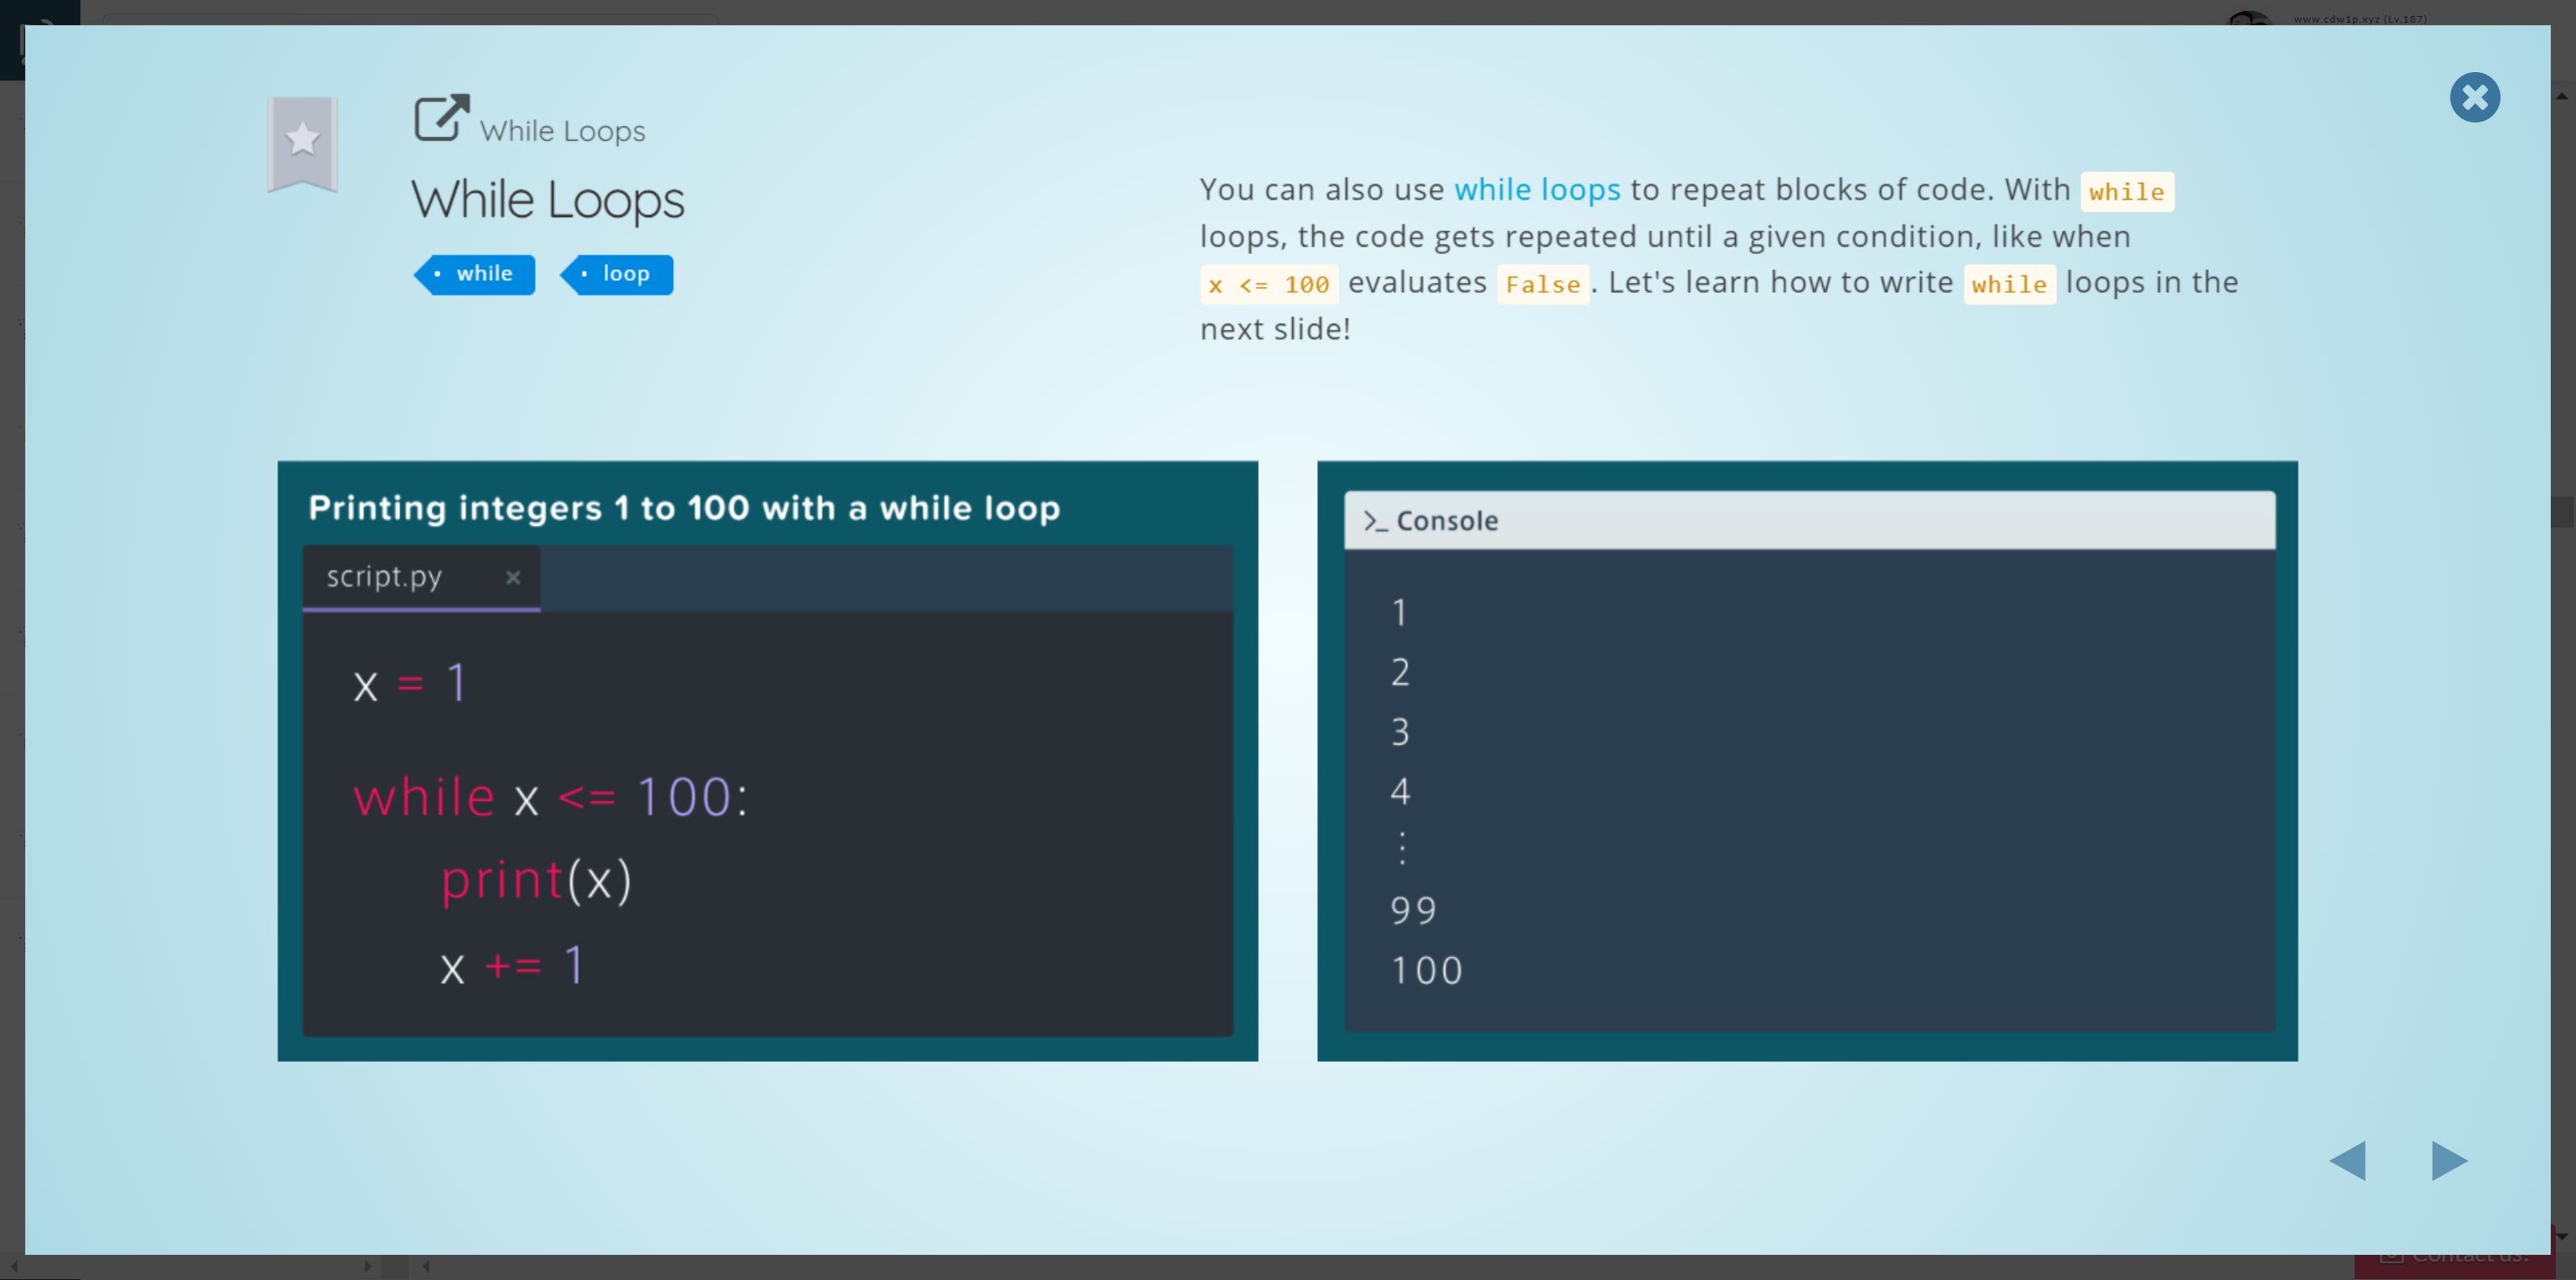 www.cdw1p.xyz (Lv.187)
While Loops
While Loops
while
loop
You can also use while loops to repeat blocks of code. With while
loops, the code gets repeated until a given condition, like when
x <= 100 evaluates False. Let's learn how to write while loops in the
next slide!
Printing integers 1 to 100 with a while loop
script.py ×
x = 1
while x <= 100:
print(x)
x += 1
>_ Console
1
2
3
4
⋮
99
100
Contact us!